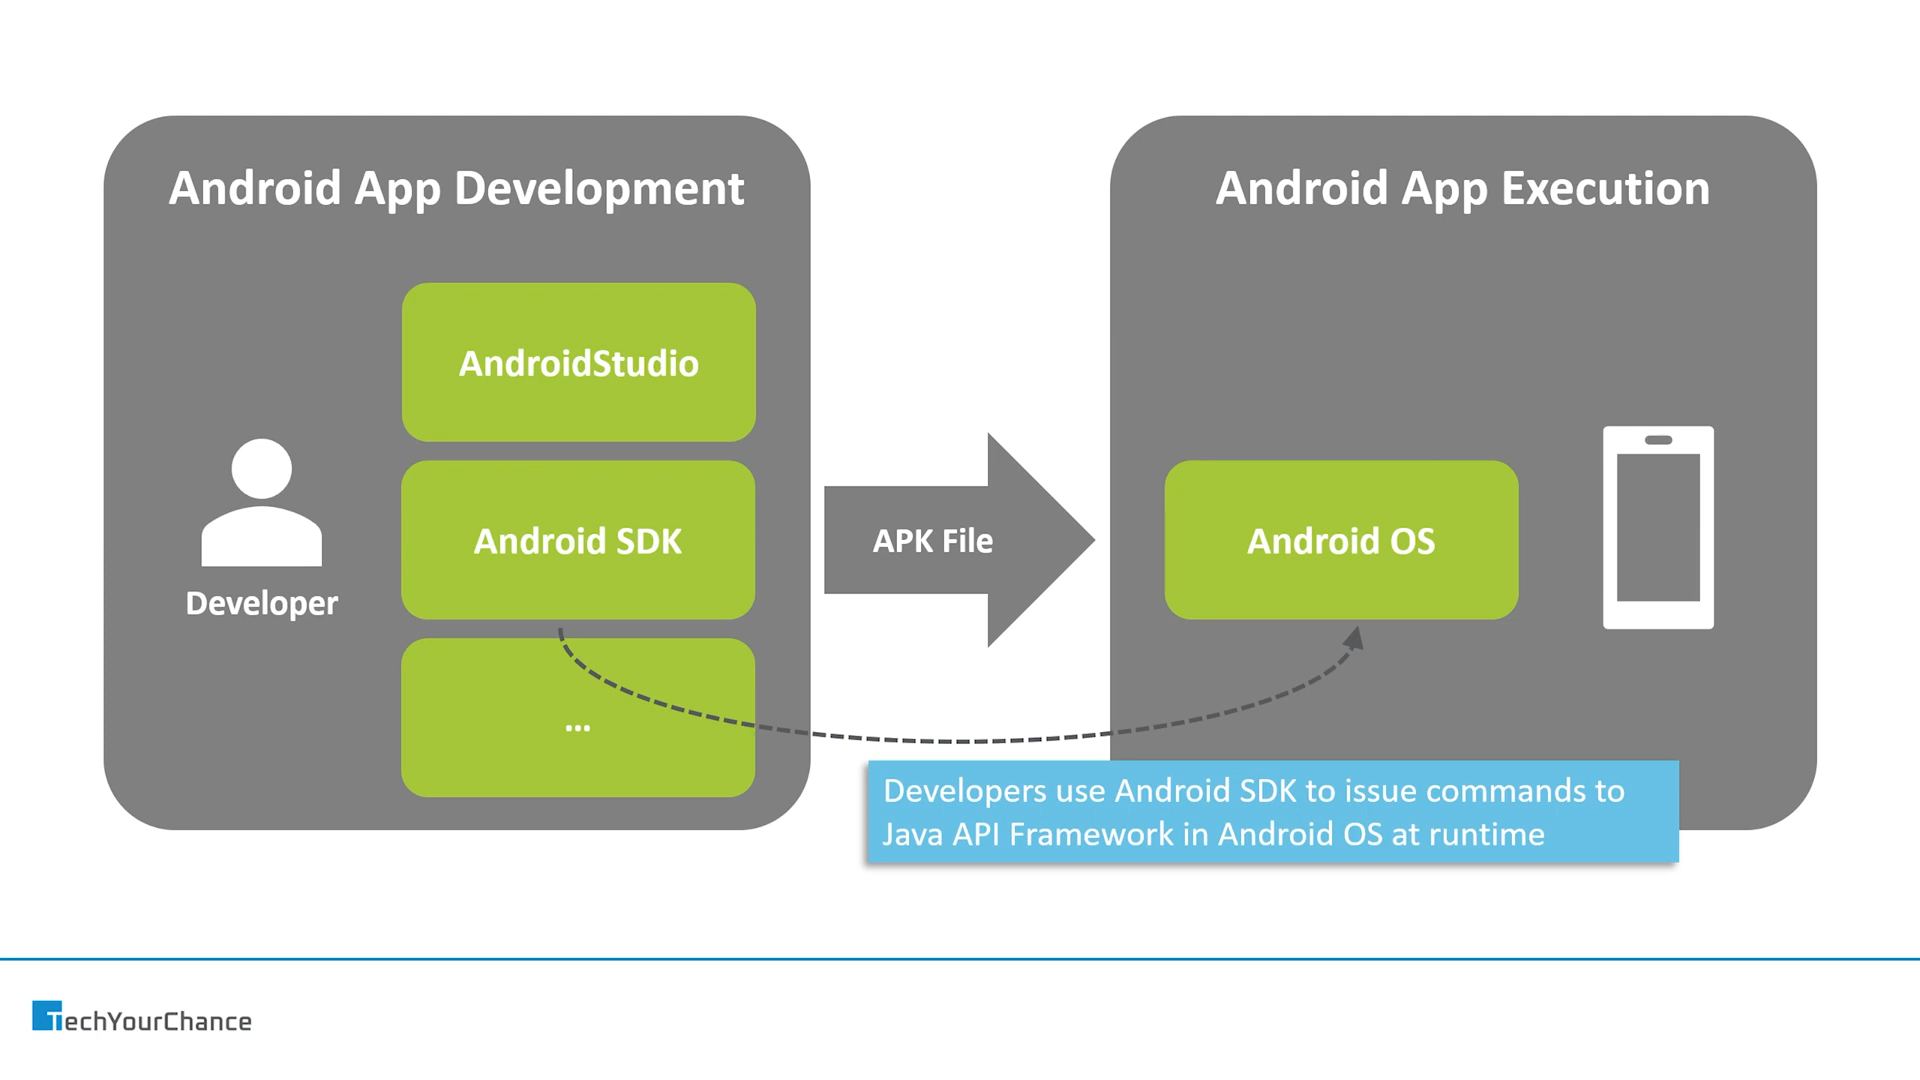 Android App Development
AndroidStudio
Android SDK
...
Developer
APK File
Android App Execution
Android OS
Developers use Android SDK to issue commands to
Java API Framework in Android OS at runtime
TechYourChance